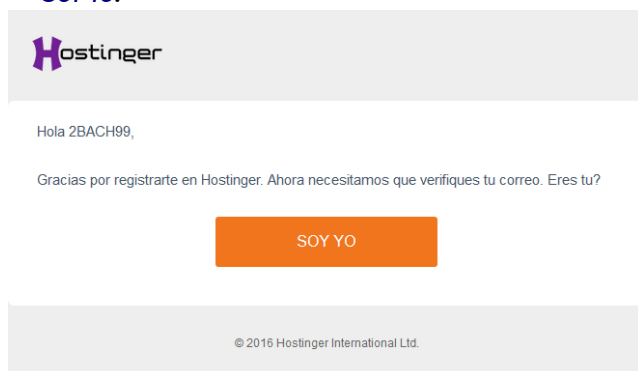 Hostinger
Hola 2BACH99,
Gracias por registrarte en Hostinger. Ahora necesitamos que verifiques tu correo. Eres tu?
SOY YO
© 2016 Hostinger International Ltd.